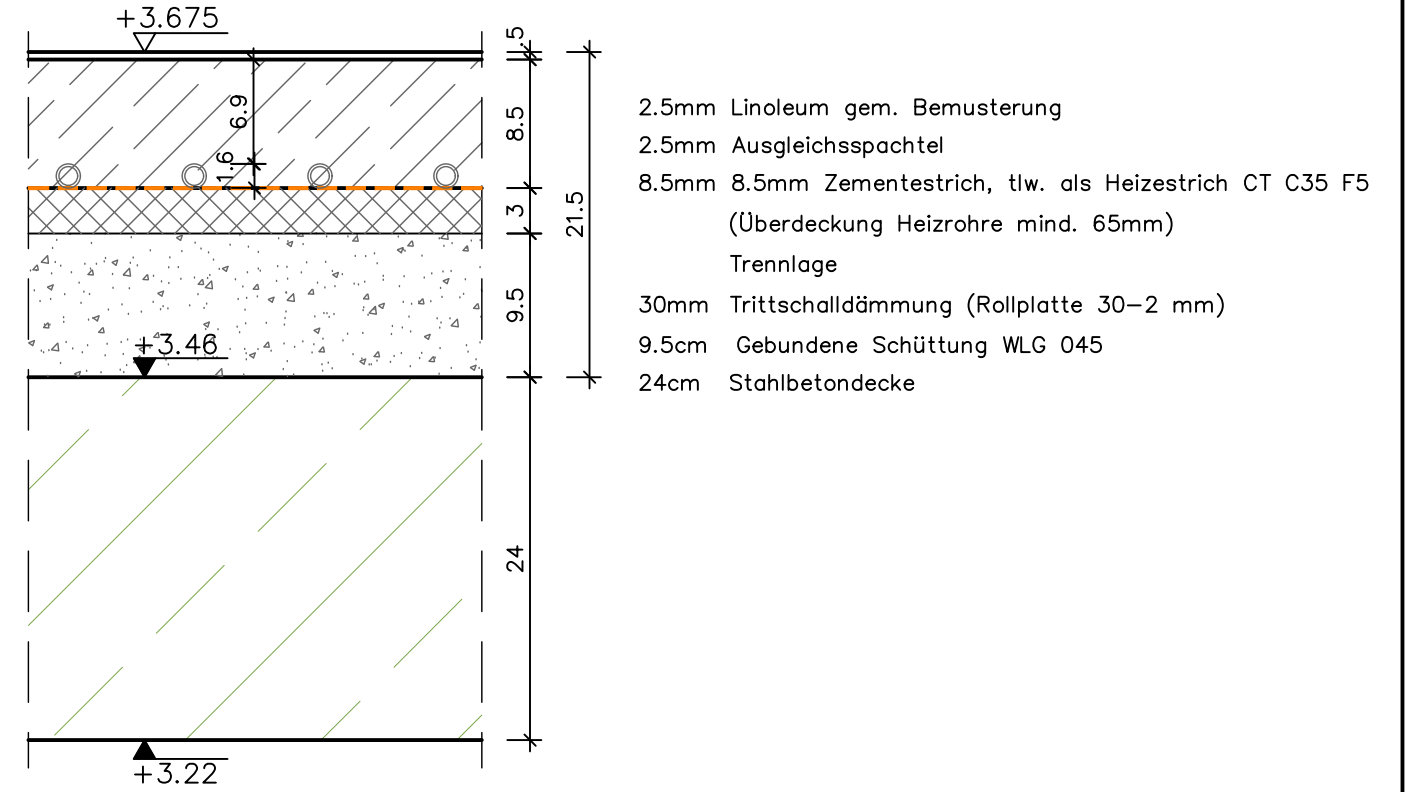 +3.675
.5
6.9
8.5
1.6
3
21.5
9.5
+3.46
24
+3.22
2.5mm Linoleum gem. Bemusterung
2.5mm Ausgleichsspachtel
8.5mm 8.5mm Zementestrich, tlw. als Heizestrich CT C35 F5
(Überdeckung Heizrohre mind. 65mm)
Trennlage
30mm Trittschalldämmung (Rollplatte 30-2 mm)
9.5cm Gebundene Schüttung WLG 045
24cm Stahlbetondecke